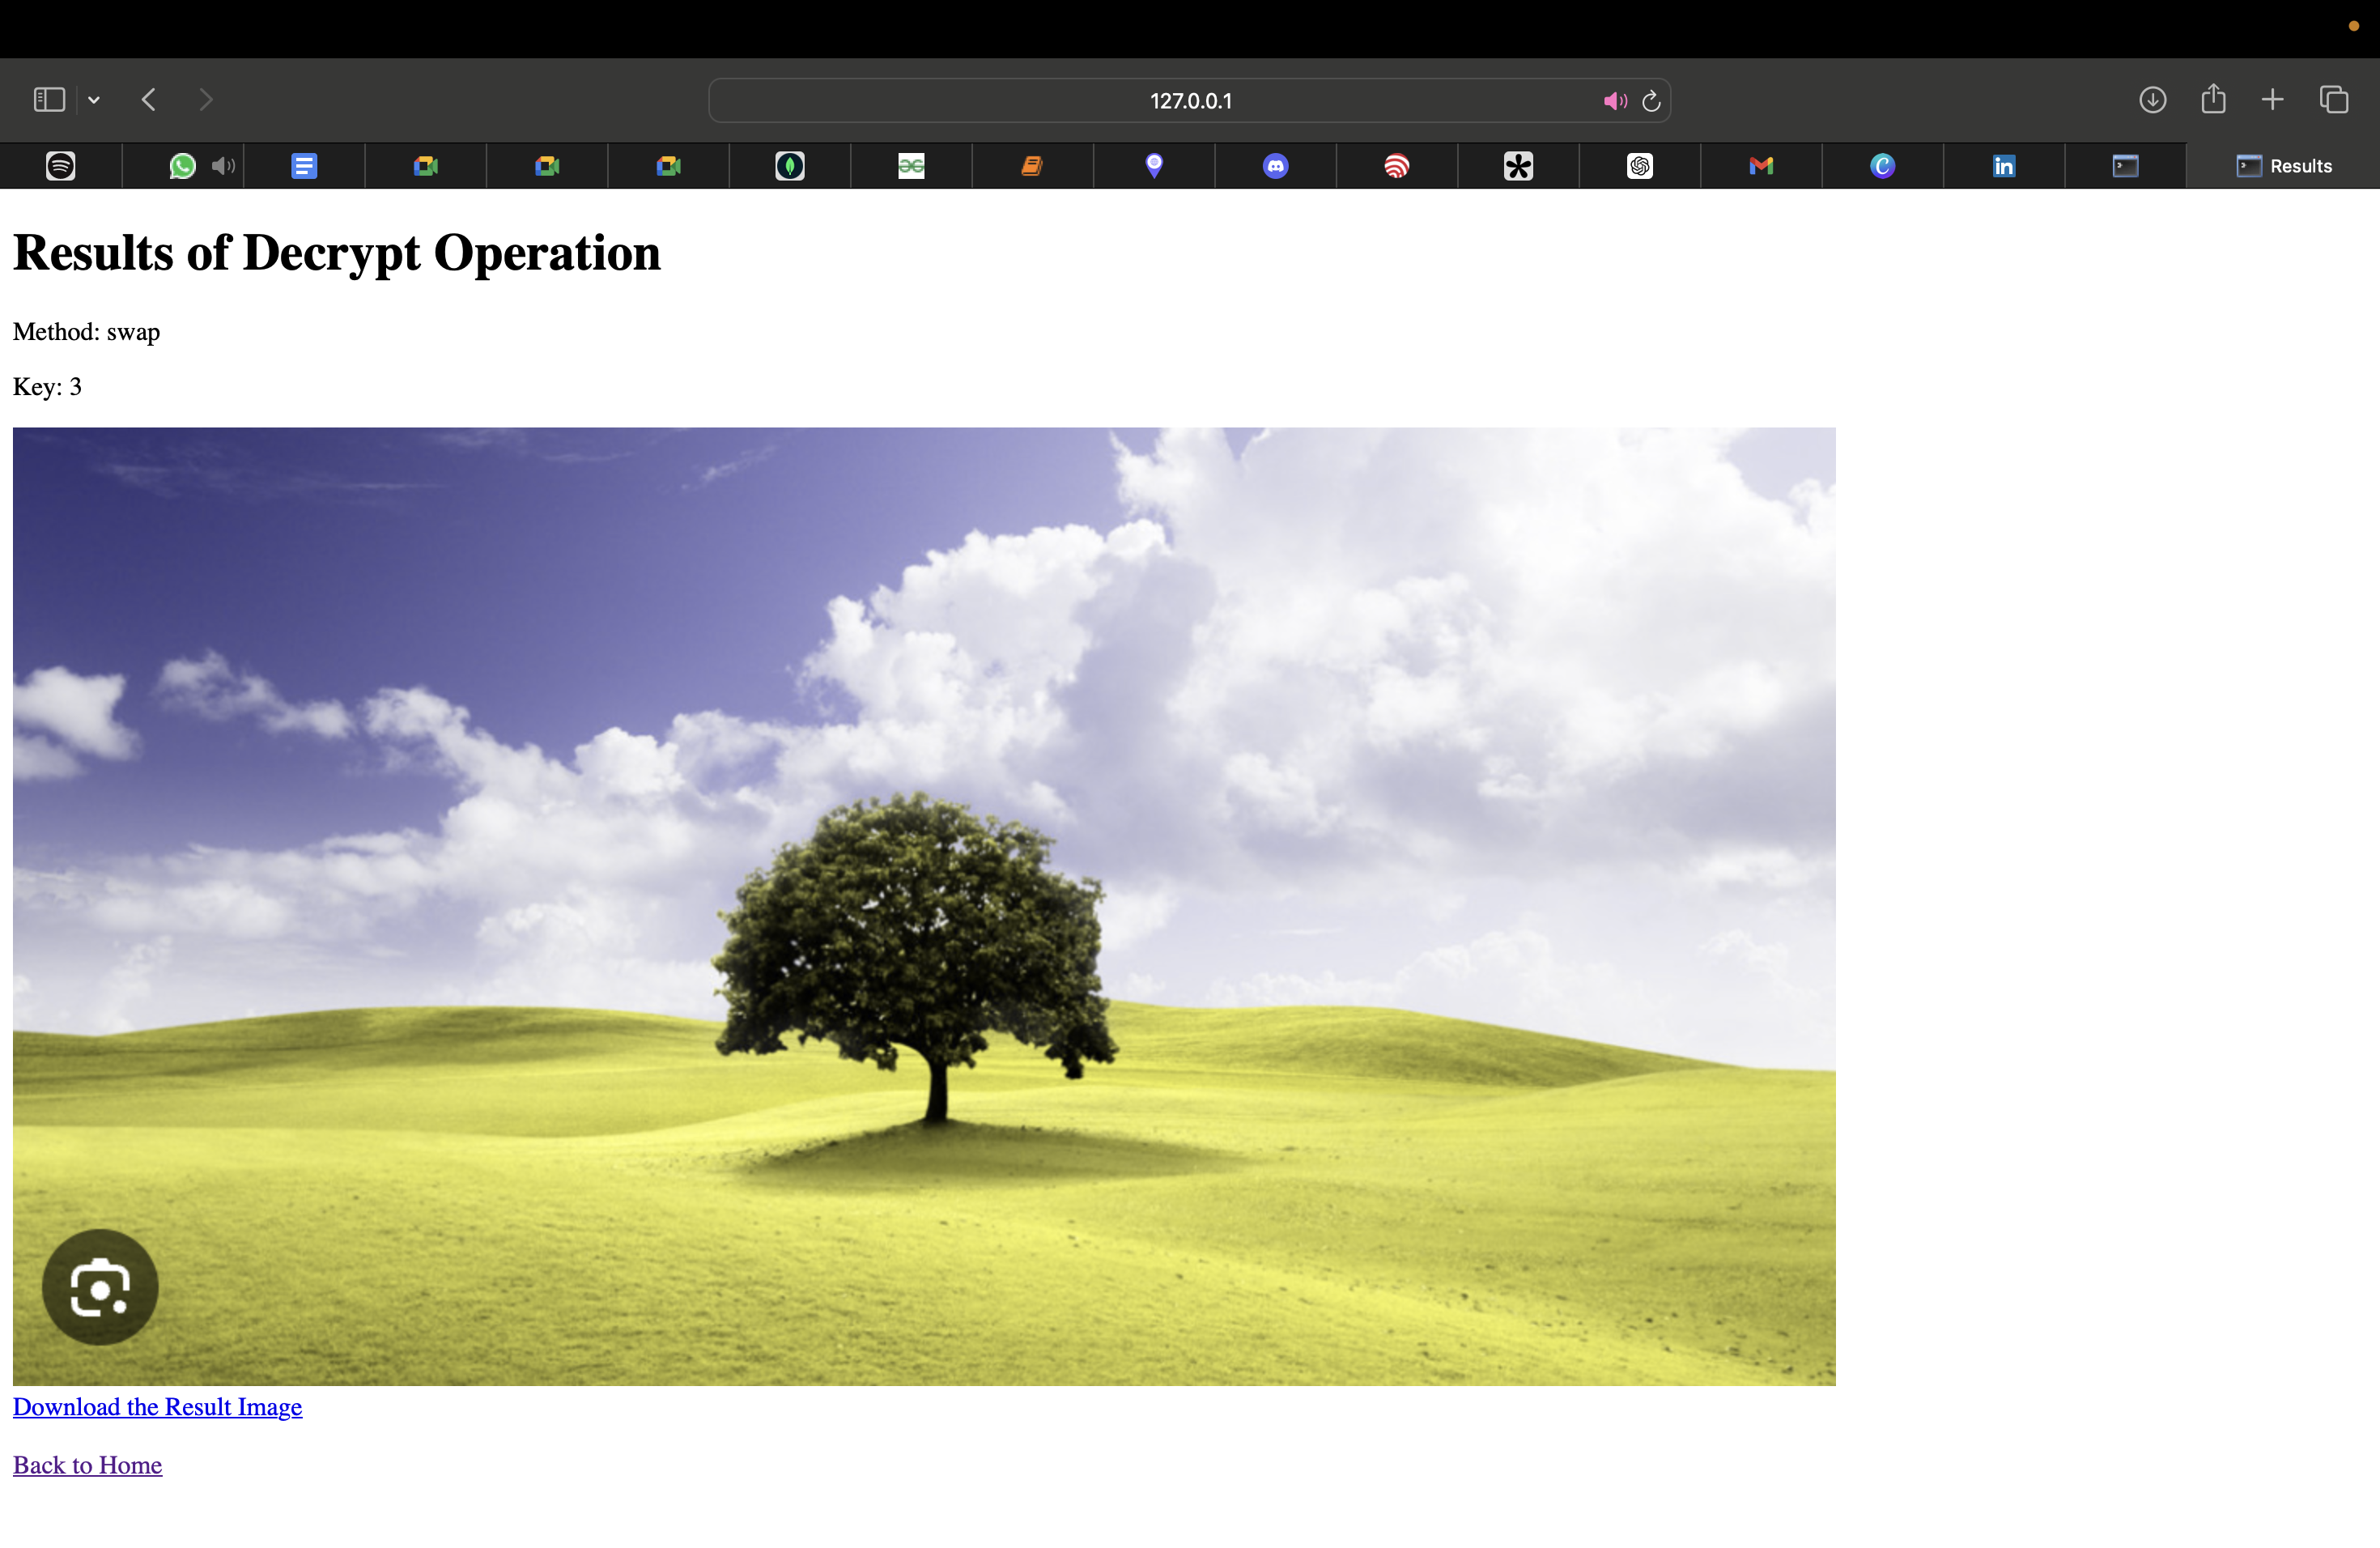 127.0.0.1
Results
Results of Decrypt Operation
Method: swap
Key: 3
Download the Result Image
Back to Home